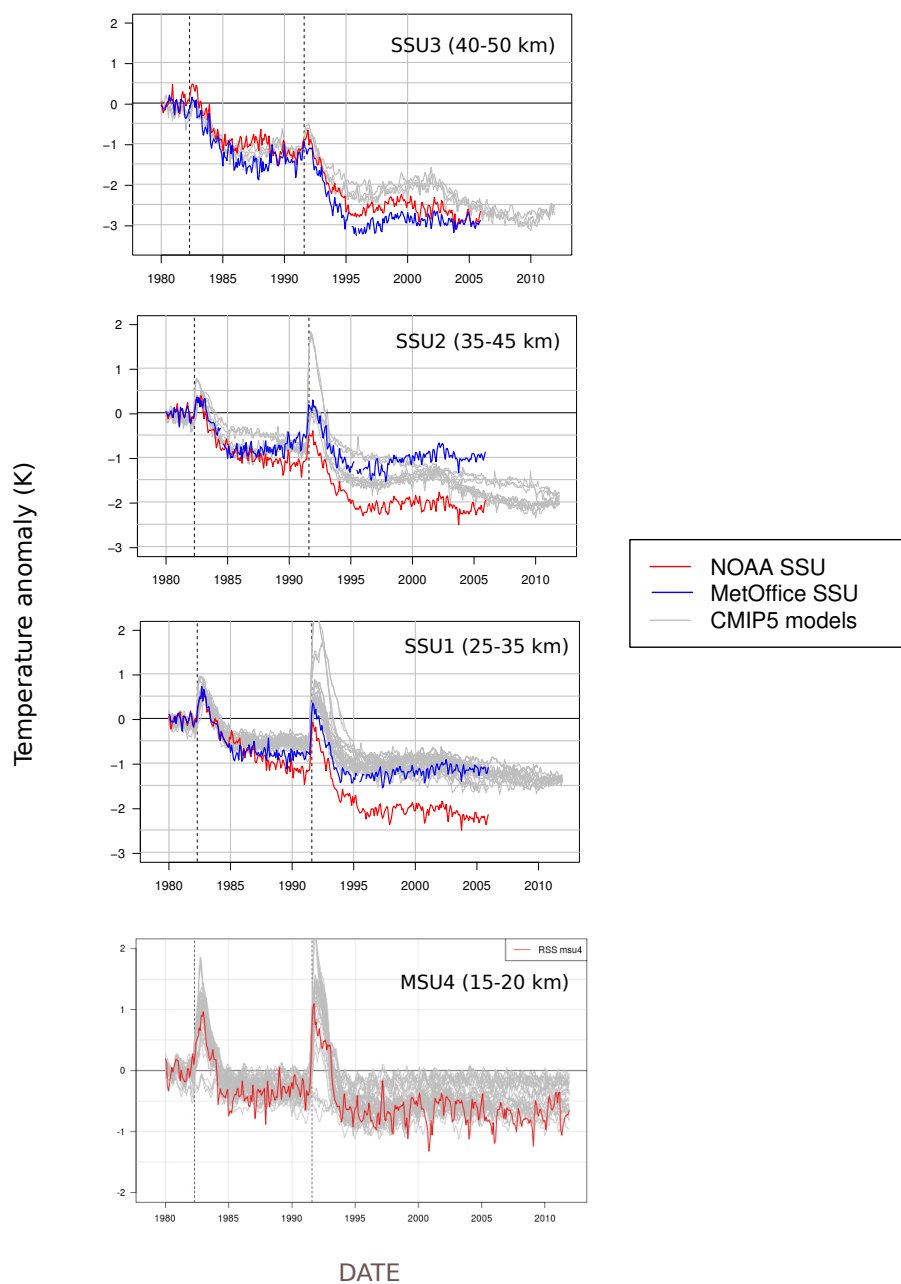 2
1
0
−1
−2
−3
SSU3 (40-50 km)
1980 1985 1990 1995 2000 2005 2010
2
1
0
−1
−2
−3
SSU2 (35-45 km)
1980 1985 1990 1995 2000 2005 2010
Temperature anomaly (K)
NOAA SSU
MetOffice SSU
CMIP5 models
2
1
0
−1
−2
−3
SSU1 (25-35 km)
1980 1985 1990 1995 2000 2005 2010
2
1
0
-1
-2
RSS msu4
MSU4 (15-20 km)
1980 1985 1990 1995 2000 2005 2010
DATE